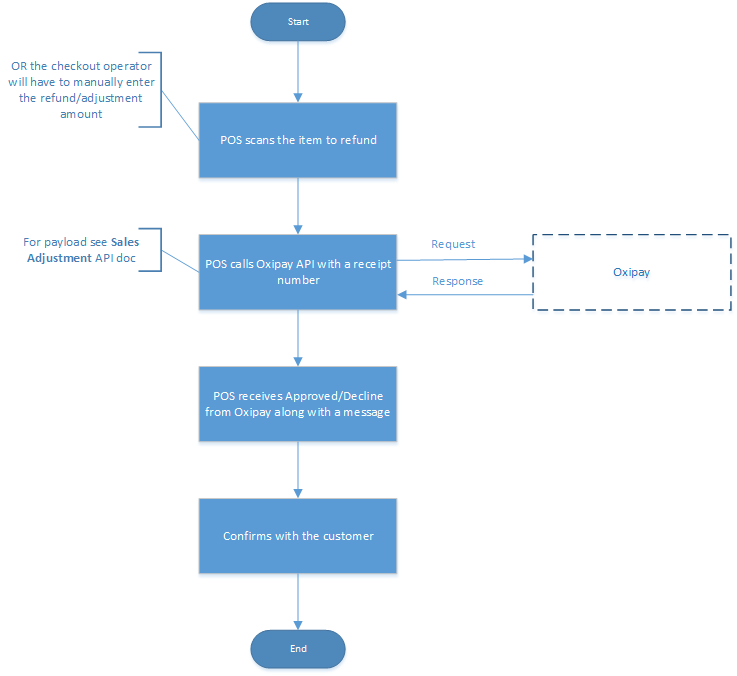 Start
OR the checkout operator
will have to manually enter
the refund/adjustment
amount
POS scans the item to refund
For payload see Sales
Adjustment API doc
POS calls Oxipay API with a receipt
number
Request
Response
Oxipay
POS receives Approved/Decline
from Oxipay along with a message
Confirms with the customer
End